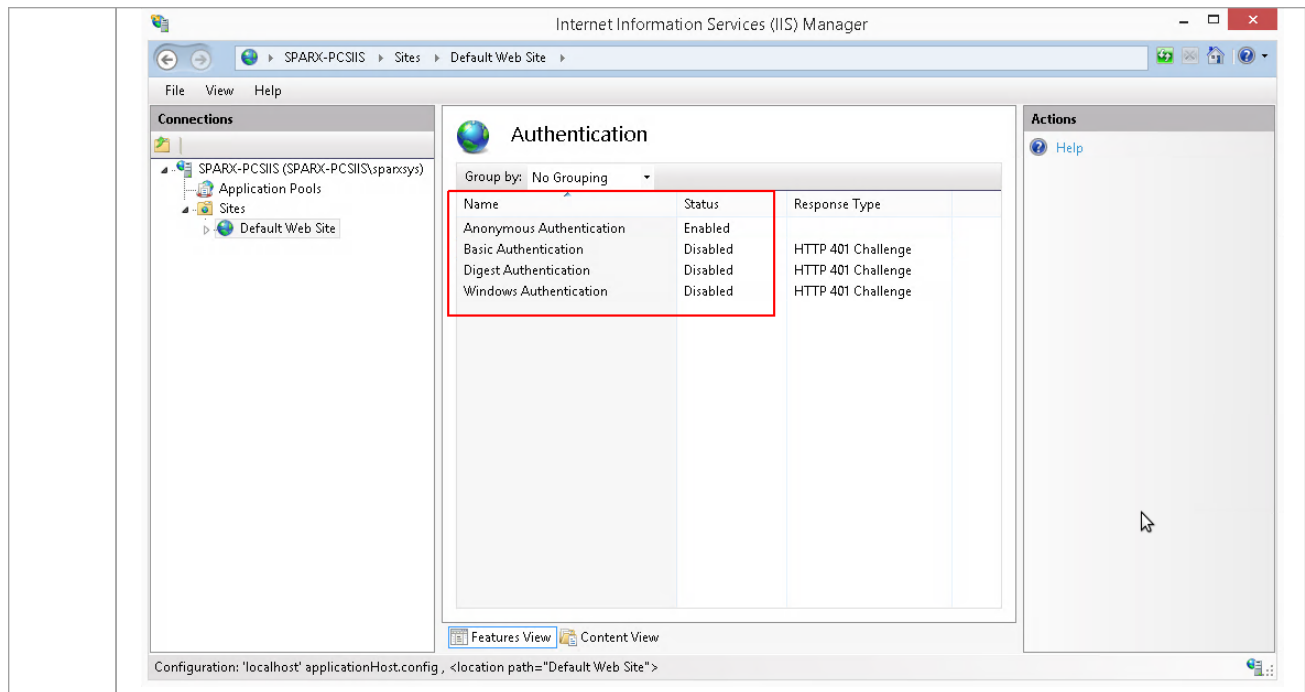 Internet Information Services (IIS) Manager
SPARX-PCSIIS Sites Default Web Site
File View Help
Connections
SPARX-PCSIIS (SPARX-PCSIIS\sparxsys)
Application Pools
Sites
Default Web Site
Authentication
Group by: No Grouping
Name Status Response Type
Anonymous Authentication Enabled
Basic Authentication Disabled HTTP 401 Challenge
Digest Authentication Disabled HTTP 401 Challenge
Windows Authentication Disabled HTTP 401 Challenge
Features View Content View
Actions
Help
Configuration: 'localhost' applicationHost.config , <location path="Default Web Site">